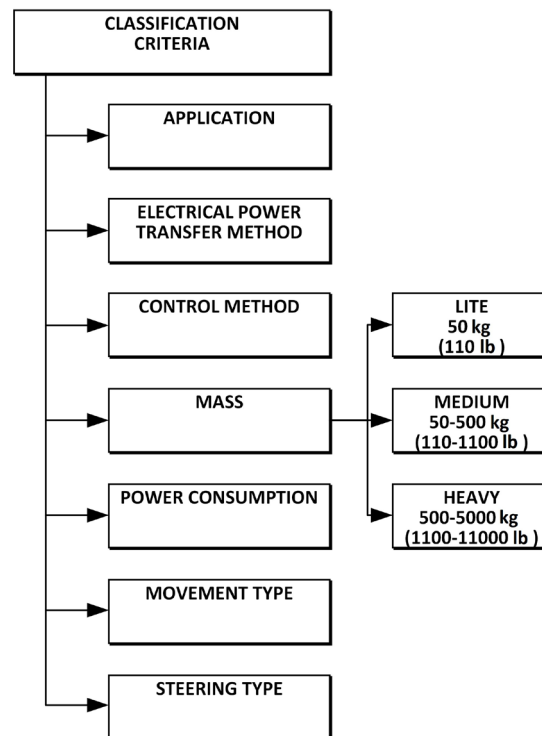 CLASSIFICATION
CRITERIA
APPLICATION
ELECTRICAL POWER
TRANSFER METHOD
CONTROL METHOD
MASS
POWER CONSUMPTION
MOVEMENT TYPE
STEERING TYPE
LITE
50 kg
(110 lb )
MEDIUM
50-500 kg
(110-1100 lb )
HEAVY
500-5000 kg
(1100-11000 lb )